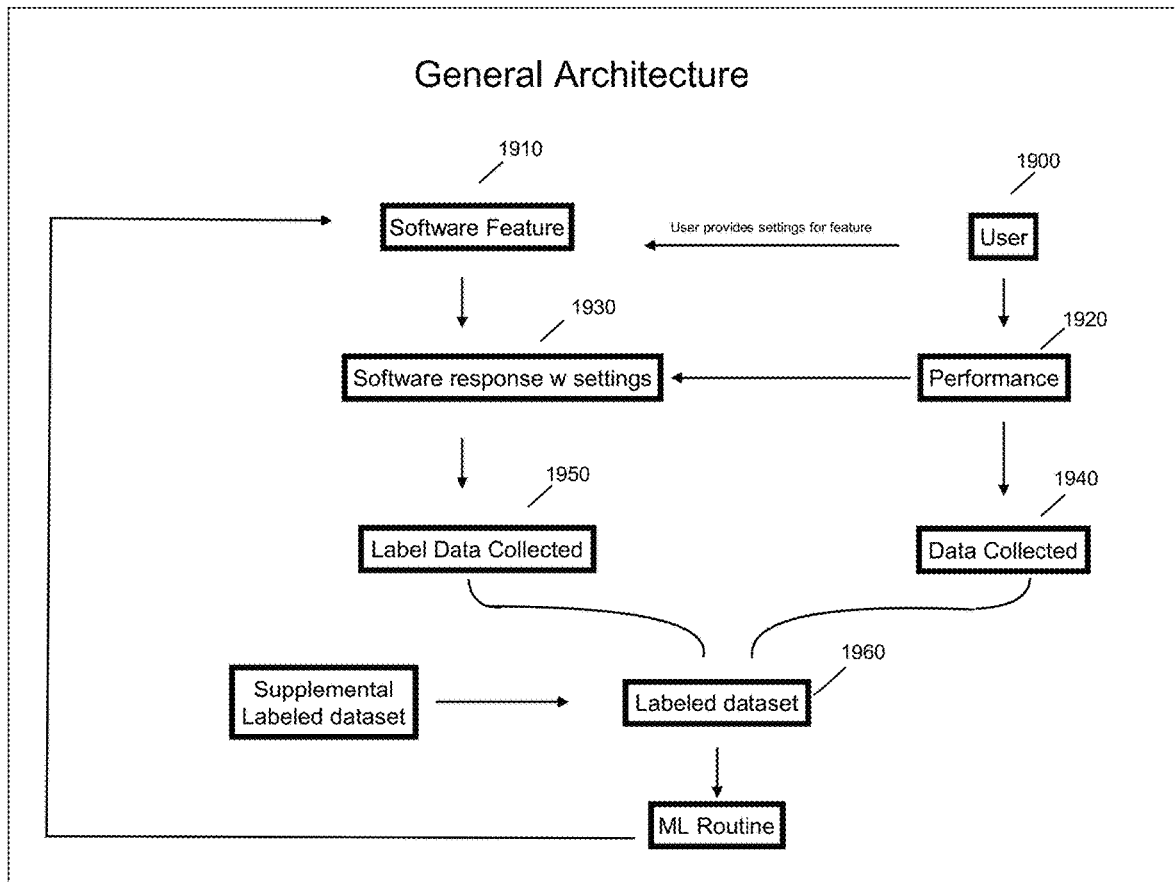 General Architecture
1910
1900
Software Feature
User provides settings for feature
User
1930
1920
Software response w settings
Performance
1950
1940
Label Data Collected
Data Collected
1960
Supplemental
Labeled dataset
Labeled dataset
ML Routine